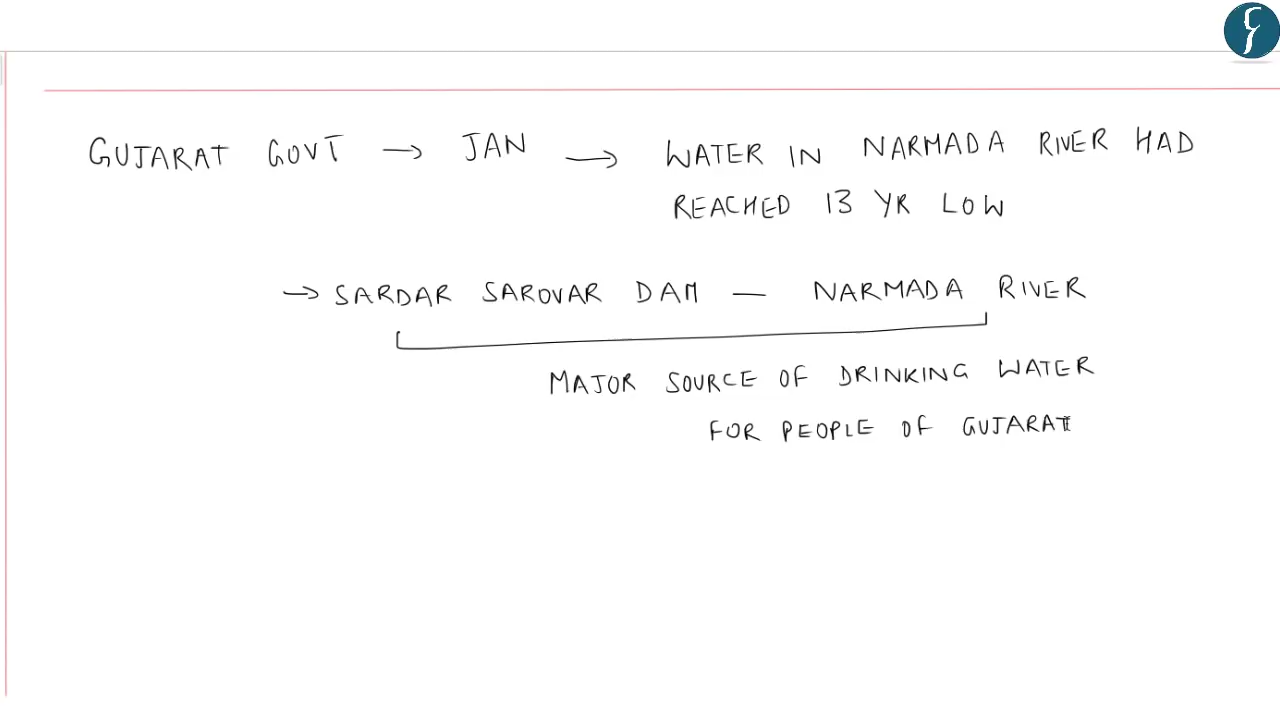 GUJARAT GOVT → JAN → WATER IN NARMADA RIVER HAD
REACHED 13 YR LOW
→ SARDAR SAROVAR DAM — NARMADA RIVER
MAJOR SOURCE OF DRINKING WATER
FOR PEOPLE OF GUJARAT